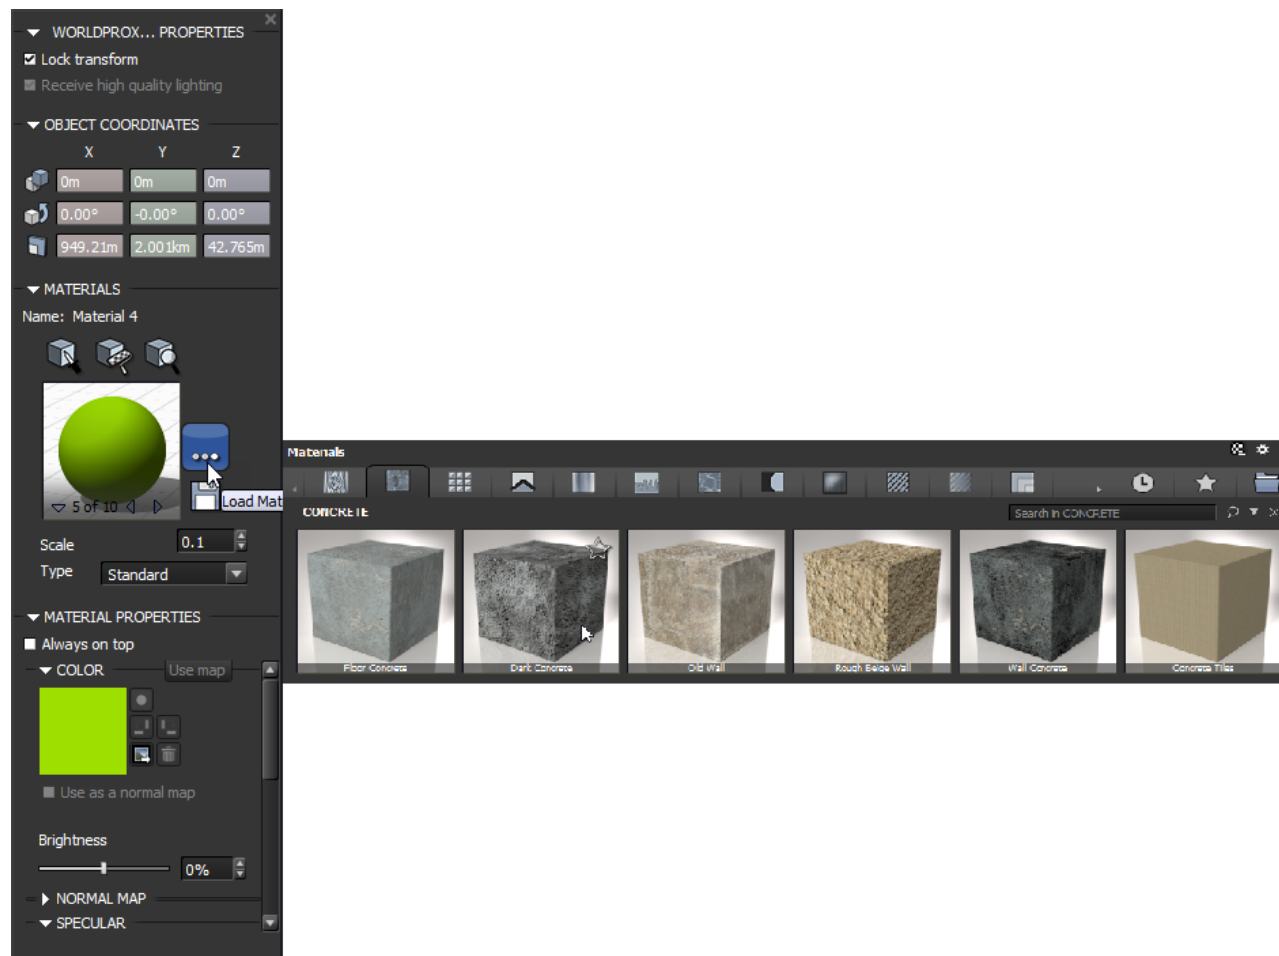 WORLDPROX... PROPERTIES
Lock transform
Receive high quality lighting
OBJECT COORDINATES
X Y Z
0m 0m 0m
0.00° -0.00° 0.00°
949.21m 2.001km 42.765m
MATERIALS
Name: Material 4
5 of 10
Load Mat
Scale 0.1
Type Standard
MATERIAL PROPERTIES
Always on top
COLOR Use map
Use as a normal map
Brightness
0%
NORMAL MAP
SPECULAR
Materials
CONCRETE Search in CONCRETE
Floor Concrete Dark Concrete Old Wall Rough Beige Wall Wall Concrete Concrete Tiles